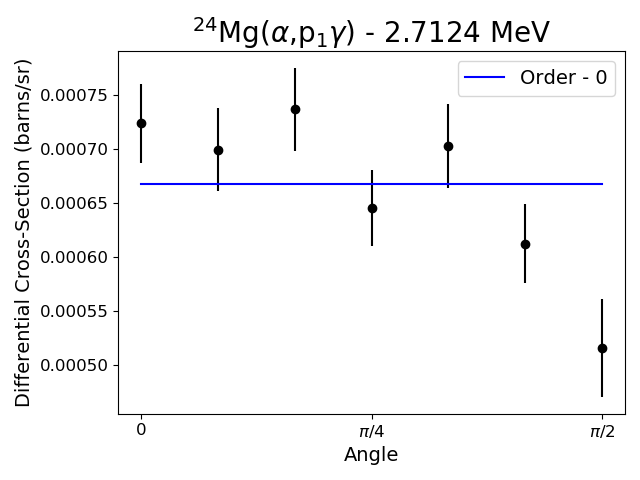 ²⁴Mg(α,p₁γ) - 2.7124 MeV
Order - 0
Differential Cross-Section (barns/sr)
0.00075
0.00070
0.00065
0.00060
0.00055
0.00050
0
π/4
π/2
Angle